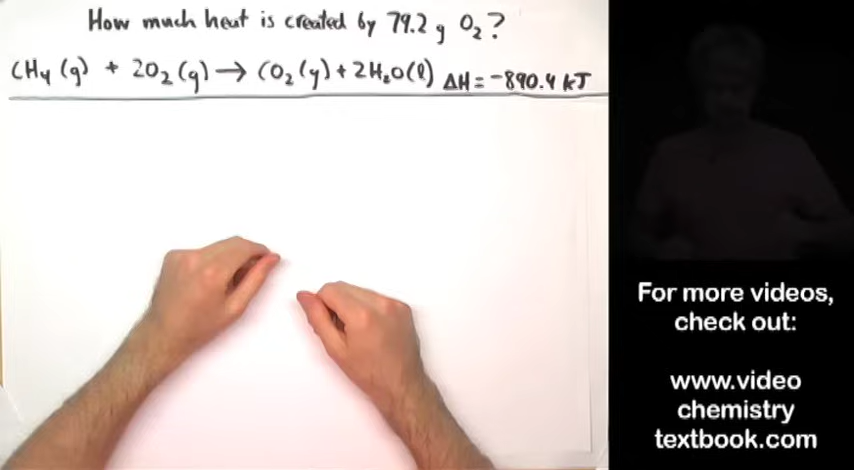 How much heat is created by 79.2 g O₂?
CH₄ (g) + 2O₂ (g) → CO₂ (g) + 2H₂O (l) ΔH = -890.4 kJ
For more videos,
check out:
www.video
chemistry
textbook.com